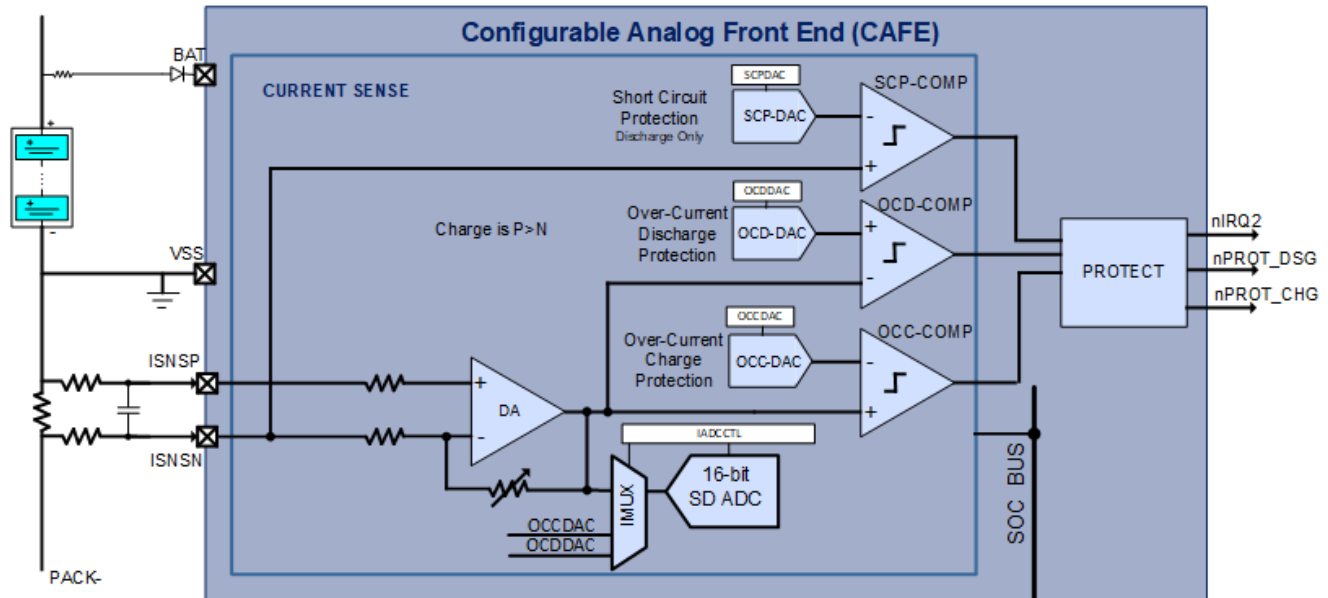 Configurable Analog Front End (CAFE)
BAT
CURRENT SENSE
SCPDAC
SCP-COMP
Short Circuit
Protection
Discharge Only
SCP-DAC
-
+
+
+
+
-
OCDDAC
OCD-COMP
Over-Current
Discharge
Protection
OCD-DAC
+
-
Charge is P>N
VSS
PROTECT
nIRQ2
nPROT_DSG
nPROT_CHG
OCCDAC
OCC-COMP
Over-Current
Charge
Protection
OCC-DAC
-
+
ISNSP
ISNSN
+
DA
-
IADCCTL
16-bit
SD ADC
IMUX
OCCDAC
OCDDAC
SOC BUS
PACK-